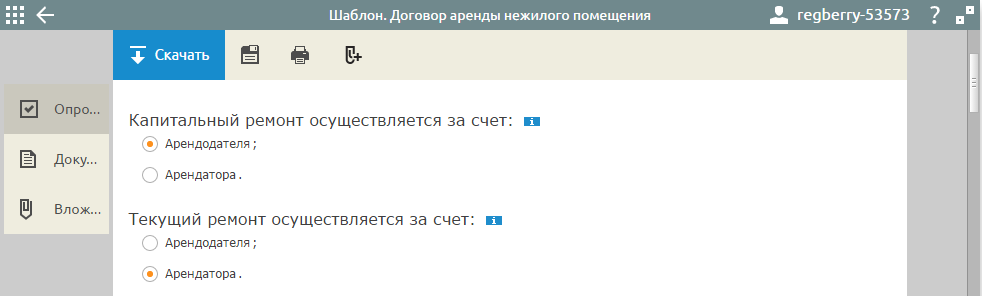 Шаблон. Договор аренды нежилого помещения
regberry-53573 ?
Скачать
Опро...
Доку...
Влож...
Капитальный ремонт осуществляется за счет: i
Арендодателя;
Арендатора.
Текущий ремонт осуществляется за счет: i
Арендодателя;
Арендатора.